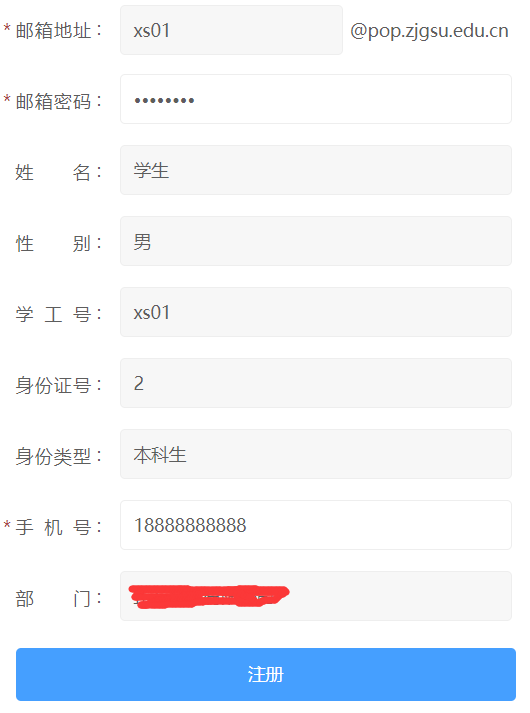 * 邮箱地址： xs01 @pop.zjgsu.edu.cn
* 邮箱密码： ••••••••
姓 名： 学生
性 别： 男
学 工 号： xs01
身份证号： 2
身份类型： 本科生
* 手 机 号： 18888888888
部 门：
注册